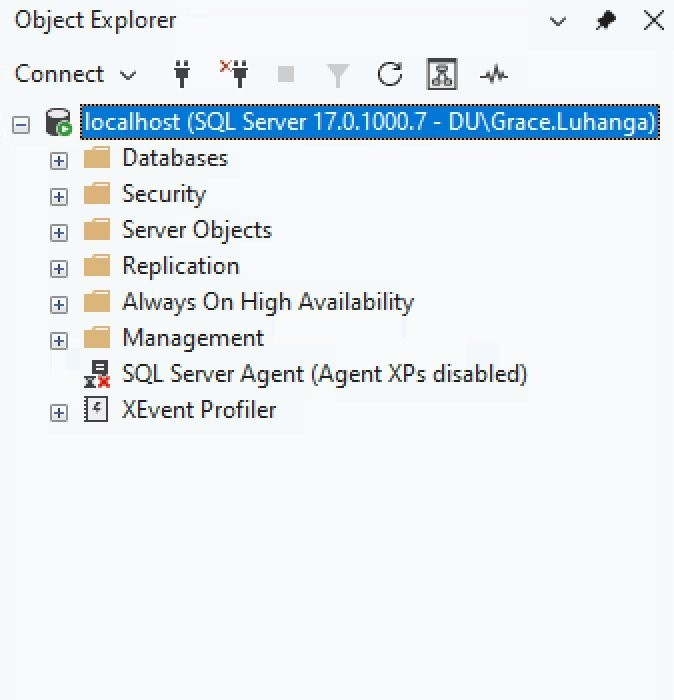 Object Explorer
Connect
localhost (SQL Server 17.0.1000.7 - DU\Grace.Luhanga)
Databases
Security
Server Objects
Replication
Always On High Availability
Management
SQL Server Agent (Agent XPs disabled)
XEvent Profiler